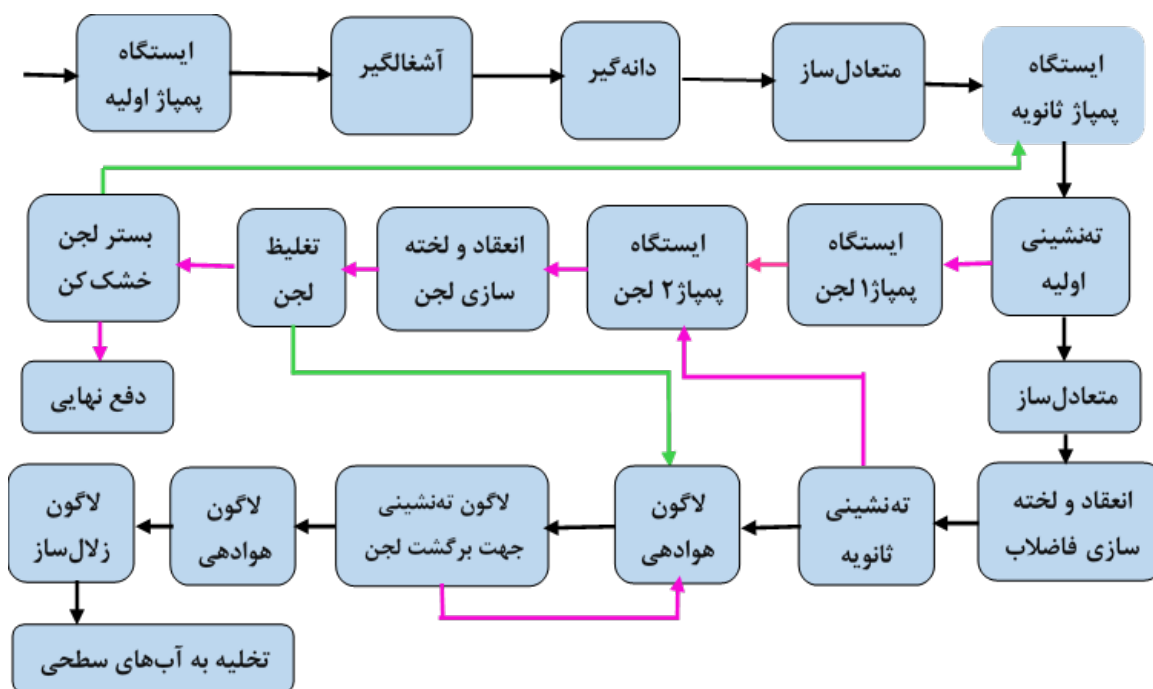 ایستگاه
پمپاژ اولیه
آشغالگیر
دانه‌گیر
متعادل‌ساز
ایستگاه
پمپاژ ثانویه
بستر لجن
خشک‌کن
تغلیظ
لجن
انعقاد و لخته
سازی لجن
ایستگاه
پمپاژ۲ لجن
ایستگاه
پمپاژ۱ لجن
ته‌نشینی
اولیه
دفع نهایی
متعادل‌ساز
لاگون
زلال‌ساز
لاگون
هوادهی
لاگون ته‌نشینی
جهت برگشت لجن
لاگون
هوادهی
ته‌نشینی
ثانویه
انعقاد و لخته
سازی فاضلاب
تخلیه به آب‌های سطحی